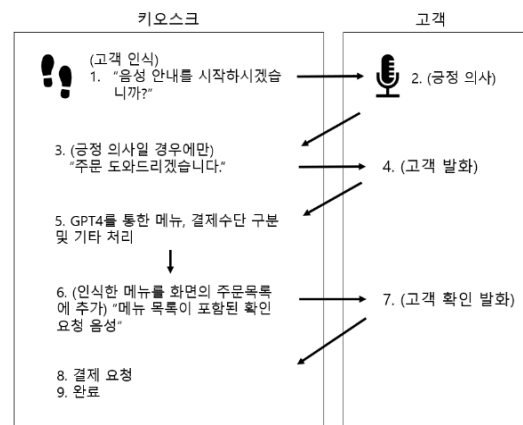 키오스크
고객
(고객 인식)
1. "음성 안내를 시작하시겠습
니까?"
2. (긍정 의사)
3. (긍정 의사일 경우에만)
"주문 도와드리겠습니다."
4. (고객 발화)
5. GPT4를 통한 메뉴, 결제수단 구분
및 기타 처리
6. (인식한 메뉴를 화면의 주문목록
에 추가) "메뉴 목록이 포함된 확인
요청 음성"
7. (고객 확인 발화)
8. 결제 요청
9. 완료